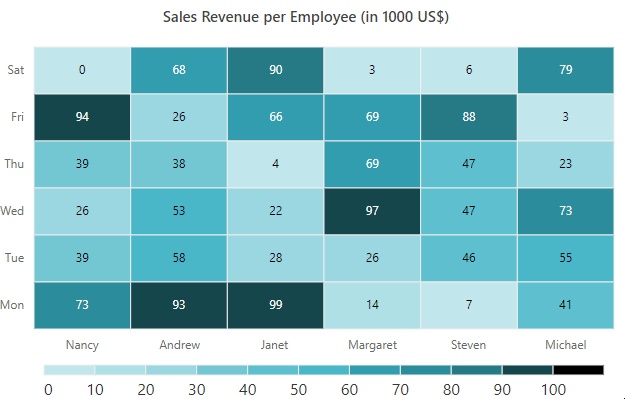 Sales Revenue per Employee (in 1000 US$)
Sat 0 68 90 3 6 79
Fri 94 26 66 69 88 3
Thu 39 38 4 69 47 23
Wed 26 53 22 97 47 73
Tue 39 58 28 26 46 55
Mon 73 93 99 14 7 41
Nancy Andrew Janet Margaret Steven Michael
0 10 20 30 40 50 60 70 80 90 100